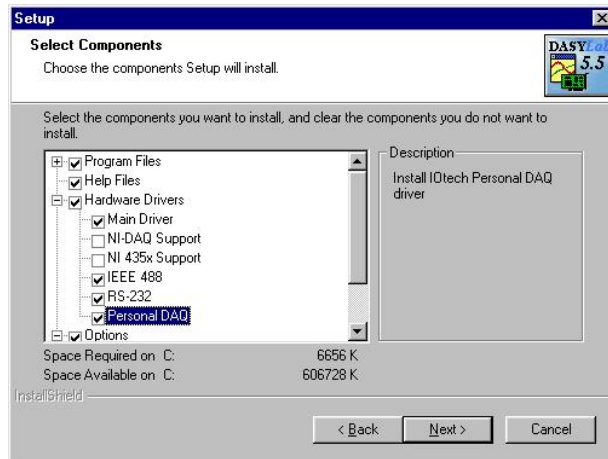 Setup
Select Components
Choose the components Setup will install.
DASYLab
5.5
Select the components you want to install, and clear the components you do not want to
install.
Program Files
Help Files
Hardware Drivers
Main Driver
NI-DAQ Support
NI 435x Support
IEEE 488
RS-232
Personal DAQ
Options
Description
Install IOtech Personal DAQ
driver
Space Required on C: 6656 K
Space Available on C: 606728 K
InstallShield
< Back
Next >
Cancel